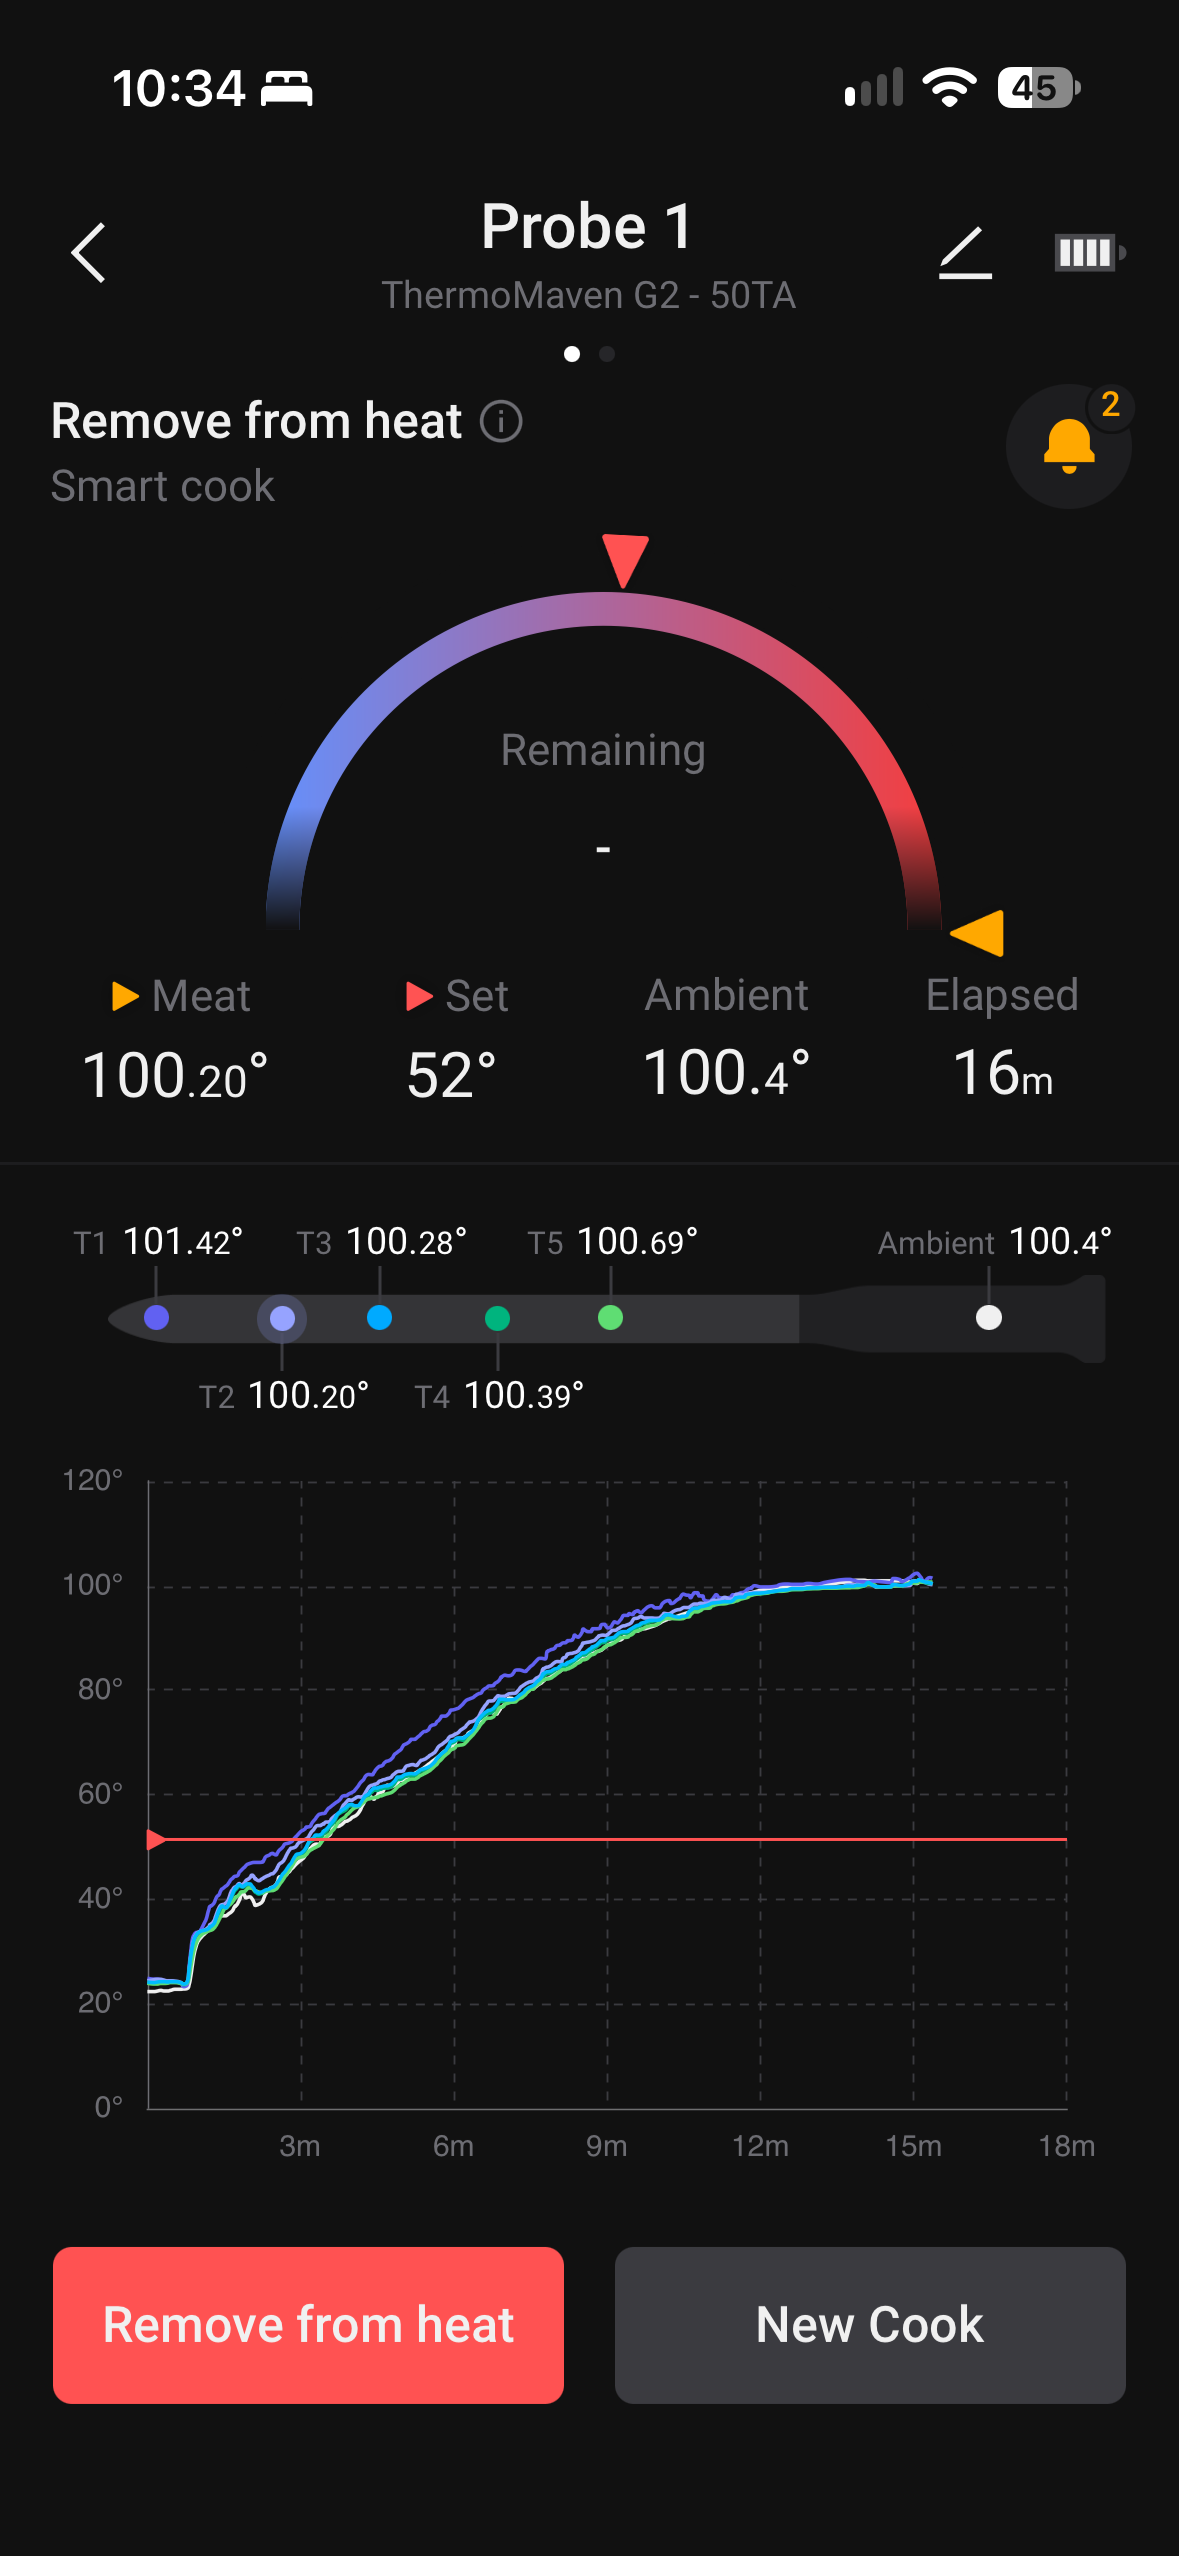 10:34
45
Probe 1
ThermoMaven G2 - 50TA
Remove from heat
2
Smart cook
Remaining
-
Meat Set Ambient Elapsed
100.20° 52° 100.4° 16m
T1 101.42° T3 100.28° T5 100.69° Ambient 100.4°
T2 100.20° T4 100.39°
120°
100°
80°
60°
40°
20°
0°
3m 6m 9m 12m 15m 18m
Remove from heat New Cook